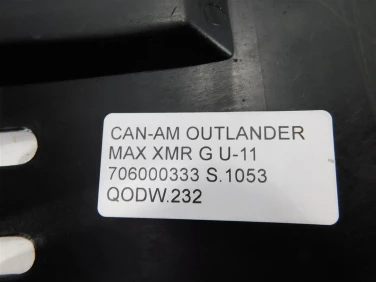 CAN-AM OUTLANDER
MAX XMR G U-11
706000333 S.1053
QODW.232